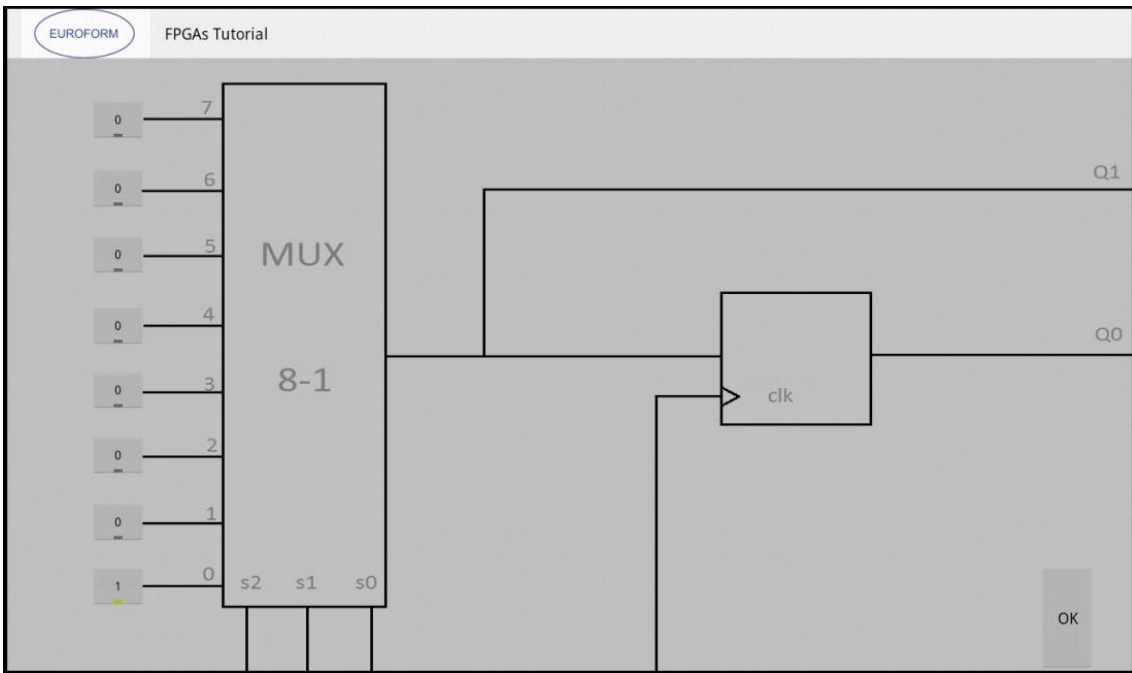 EUROFORM
FPGAs Tutorial
0 7
0 6
0 5
0 4
0 3
0 2
0 1
1 0
MUX
8-1
s2 s1 s0
clk
Q1
Q0
OK